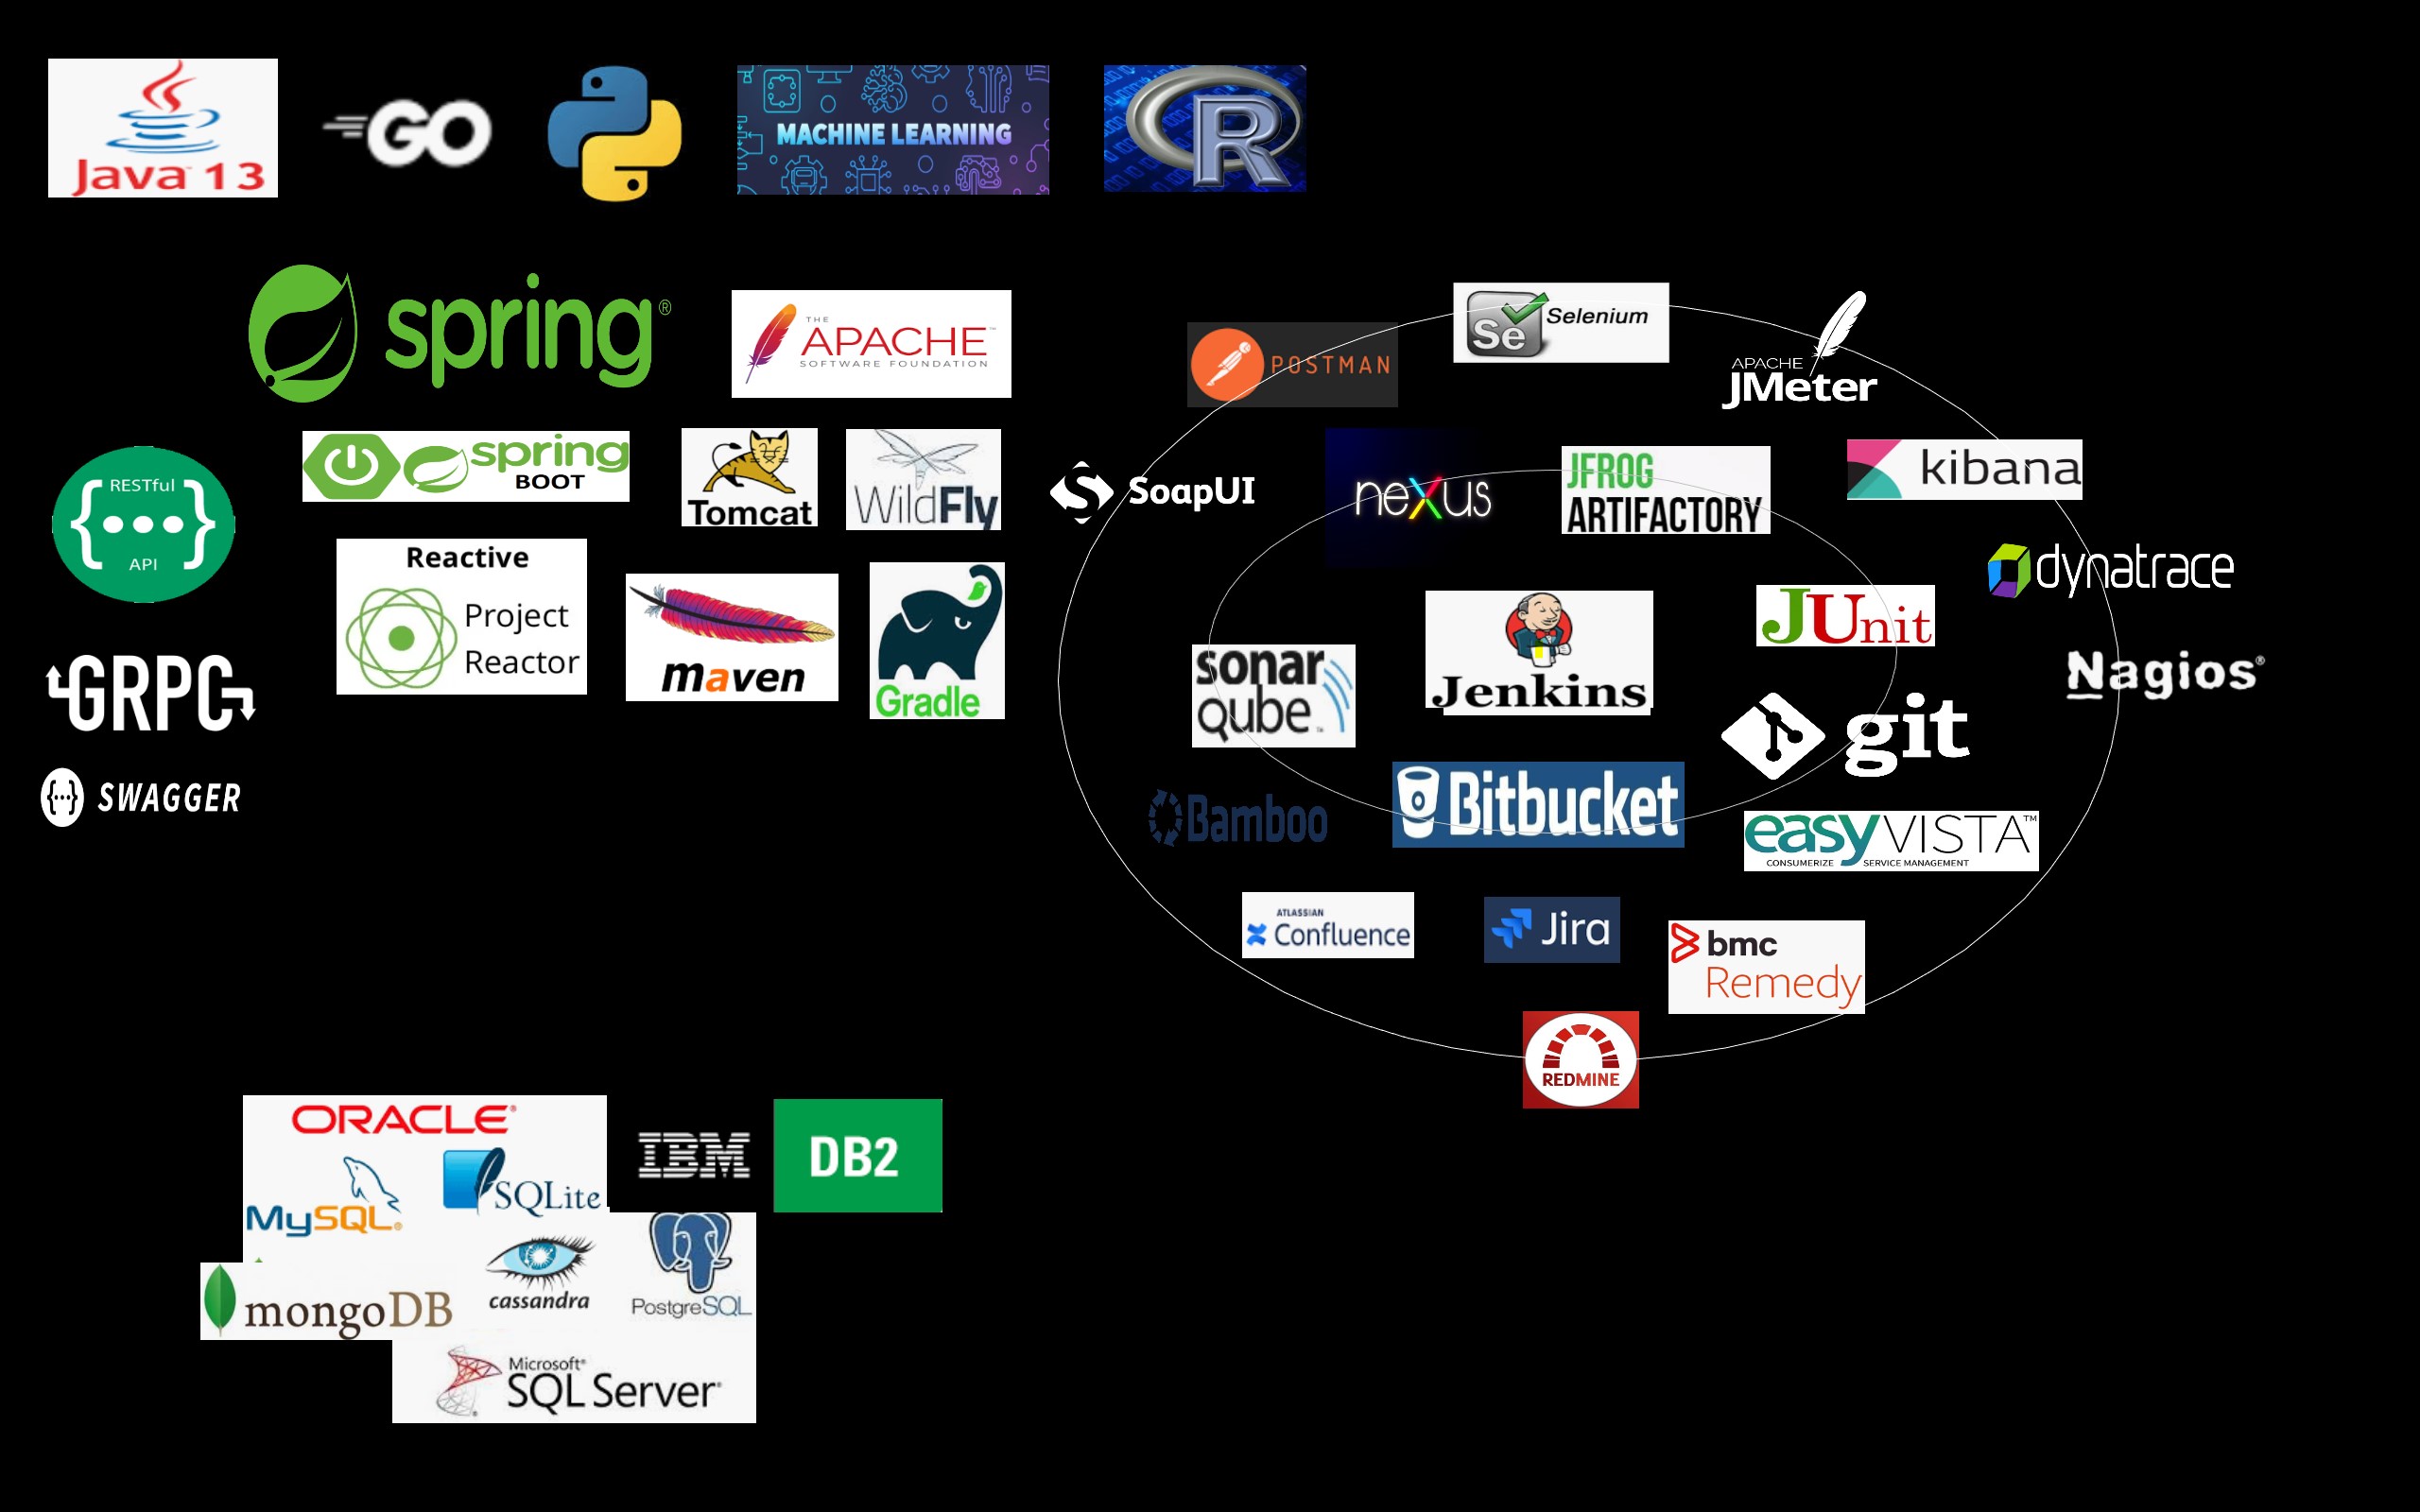 Java 13
GO
MACHINE LEARNING
R
spring®
THE
APACHE™
SOFTWARE FOUNDATION
spring
BOOT
Tomcat
WildFly
RESTful
{•••}
API
Reactive
Project
Reactor
maven
Gradle
GRPC
{···} SWAGGER
POSTMAN
Se Selenium
APACHE
JMeter
SoapUI
neXus
JFROG
ARTIFACTORY
kibana
dynatrace
JUnit
Nagios®
sonar
qube™
Jenkins
git
Bamboo
Bitbucket
easyVISTA™
CONSUMERIZE SERVICE MANAGEMENT
ATLASSIAN
Confluence
Jira
bmc
Remedy
REDMINE
ORACLE®
IBM
DB2
MySQL®
SQLite
mongoDB
cassandra
PostgreSQL
Microsoft®
SQL Server®